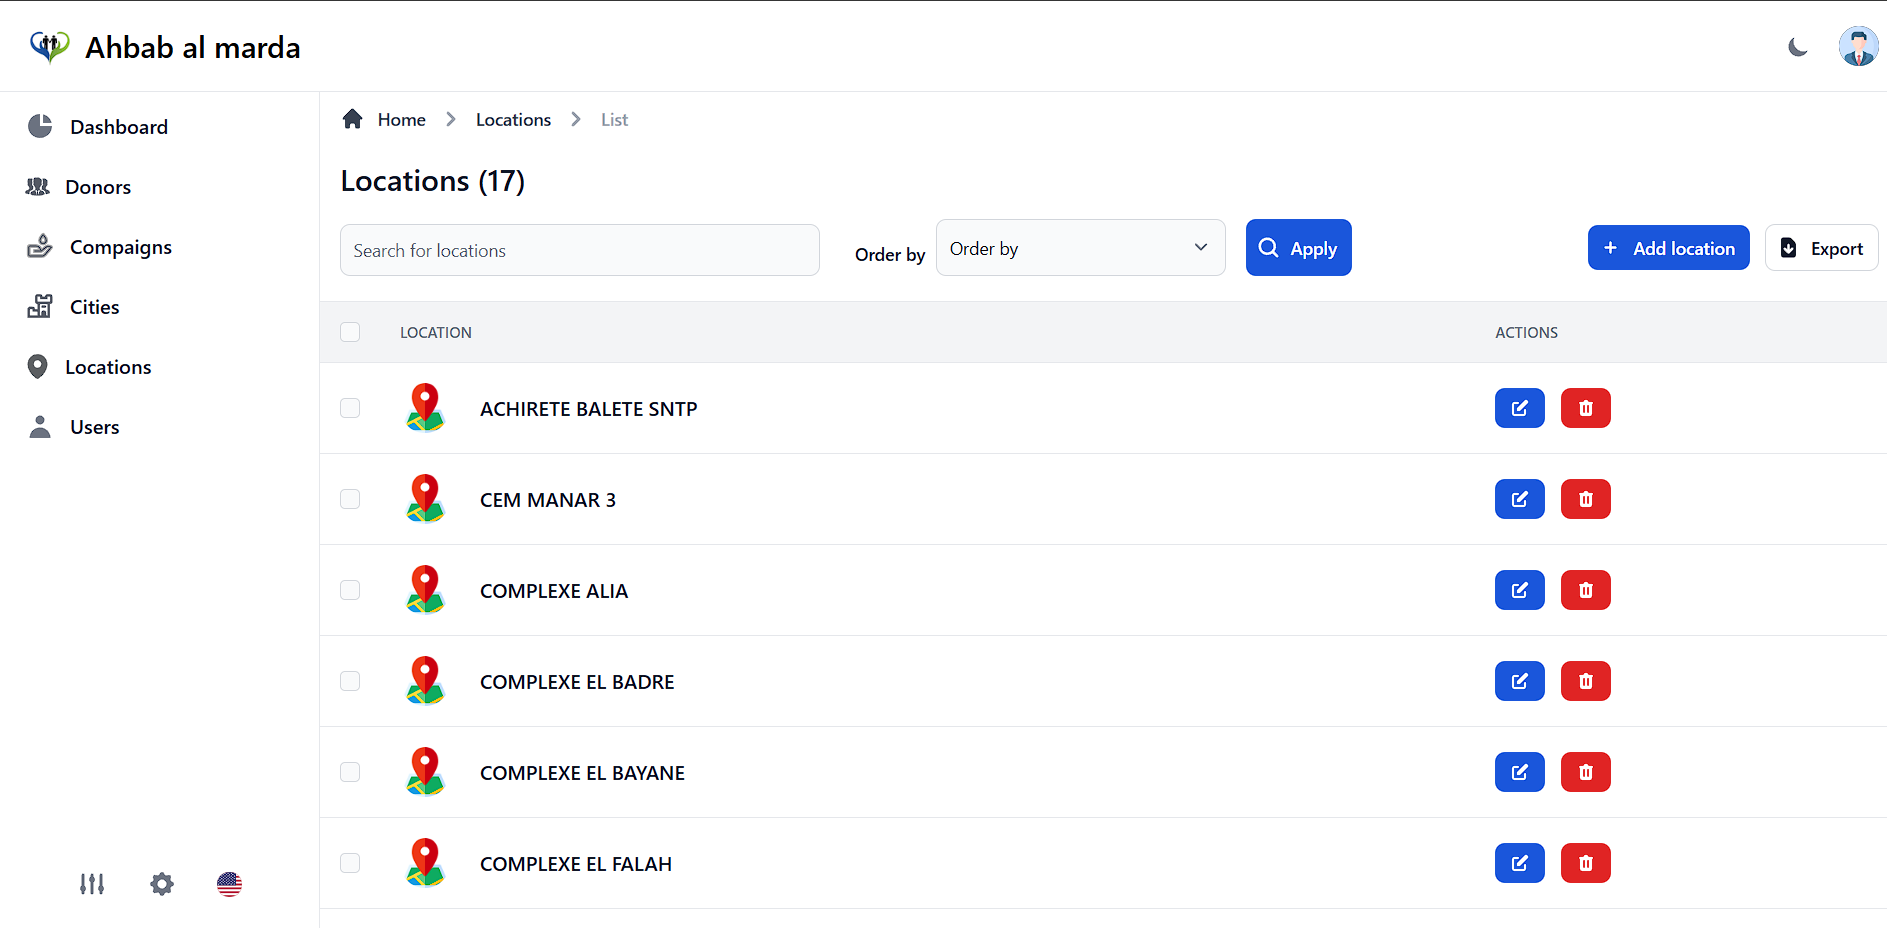 Ahbab al marda
Dashboard
Donors
Compaigns
Cities
Locations
Users
Home > Locations > List
Locations (17)
Search for locations
Order by
Order by
Apply
+ Add location
Export
LOCATION ACTIONS
ACHIRETE BALETE SNTP
CEM MANAR 3
COMPLEXE ALIA
COMPLEXE EL BADRE
COMPLEXE EL BAYANE
COMPLEXE EL FALAH